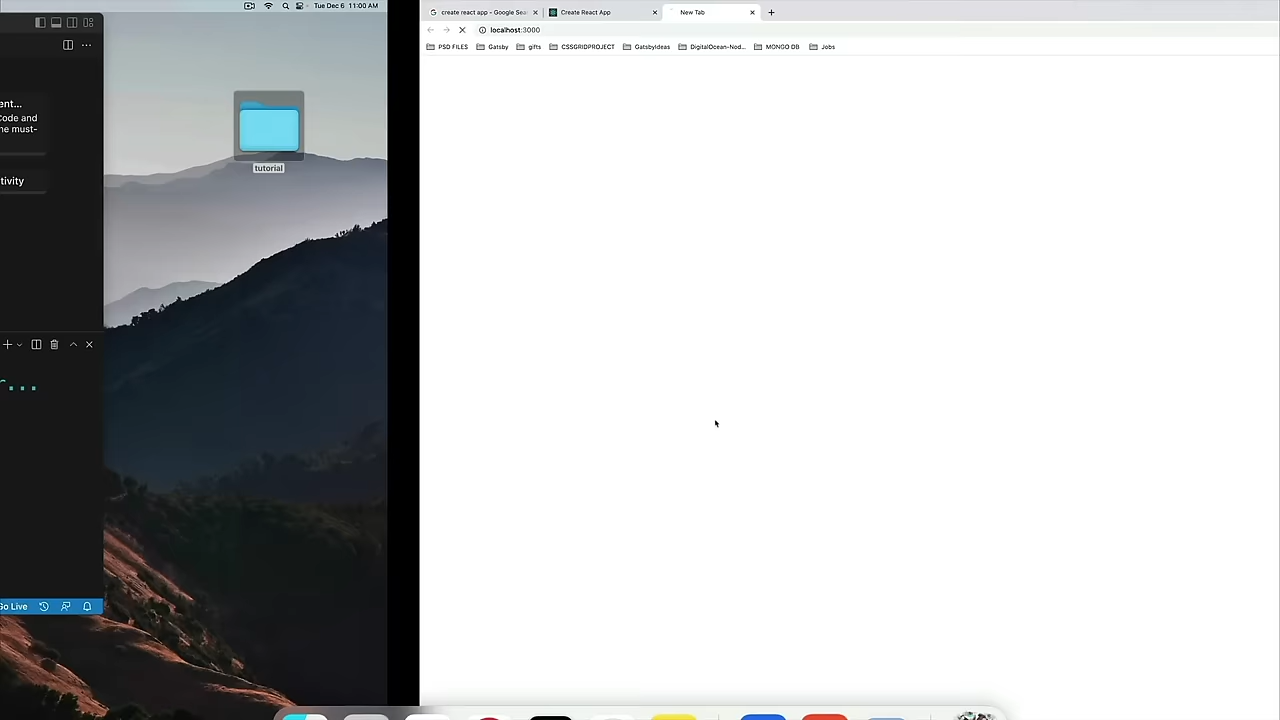 Tue Dec 6 11:00 AM
ent...
Code and
ne must-
tivity
r...
Go Live
tutorial
create react app - Google Sea
Create React App
New Tab
localhost:3000
PSD FILES
Gatsby
gifts
CSSGRIDPROJECT
GatsbyIdeas
DigitalOcean-Nod...
MONGO DB
Jobs